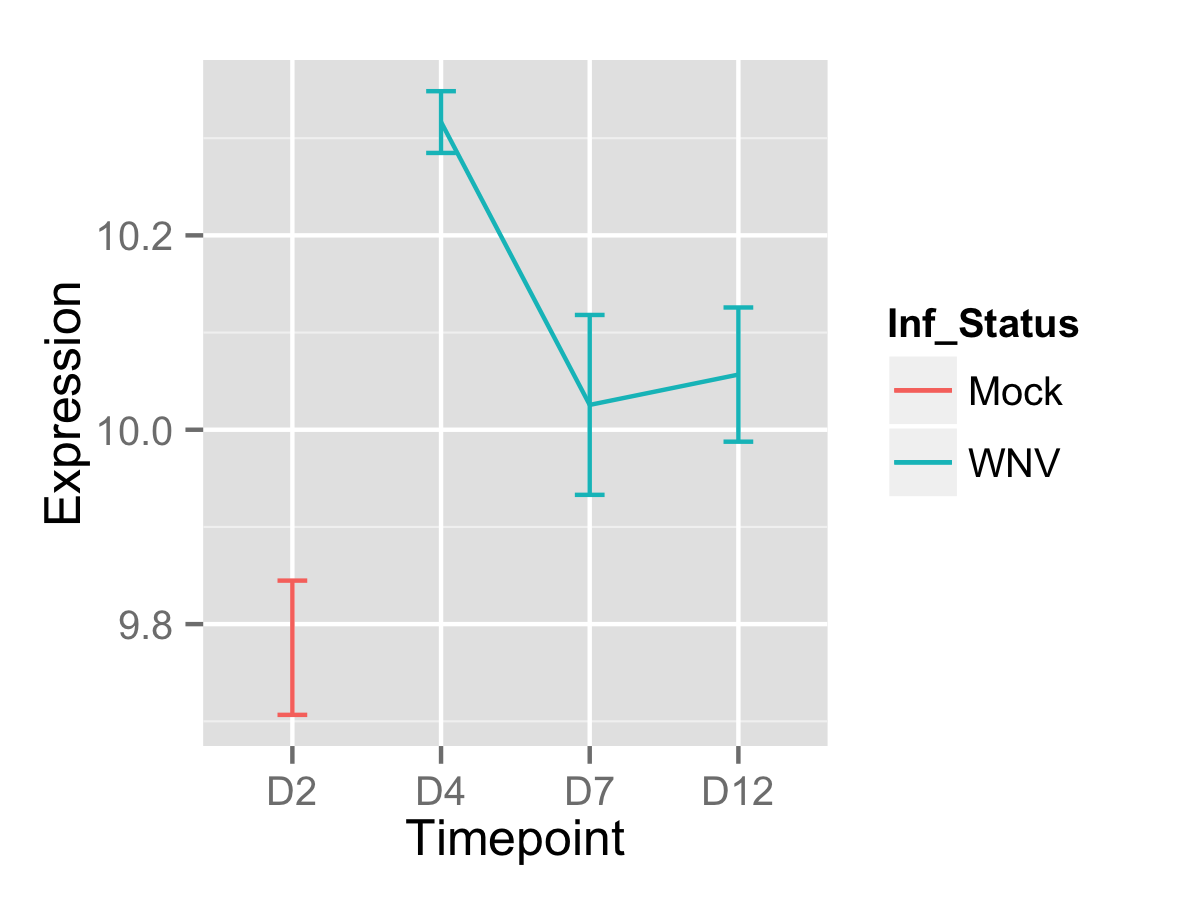 Expression
10.2
10.0
9.8
D2 D4 D7 D12
Timepoint
Inf_Status
Mock
WNV